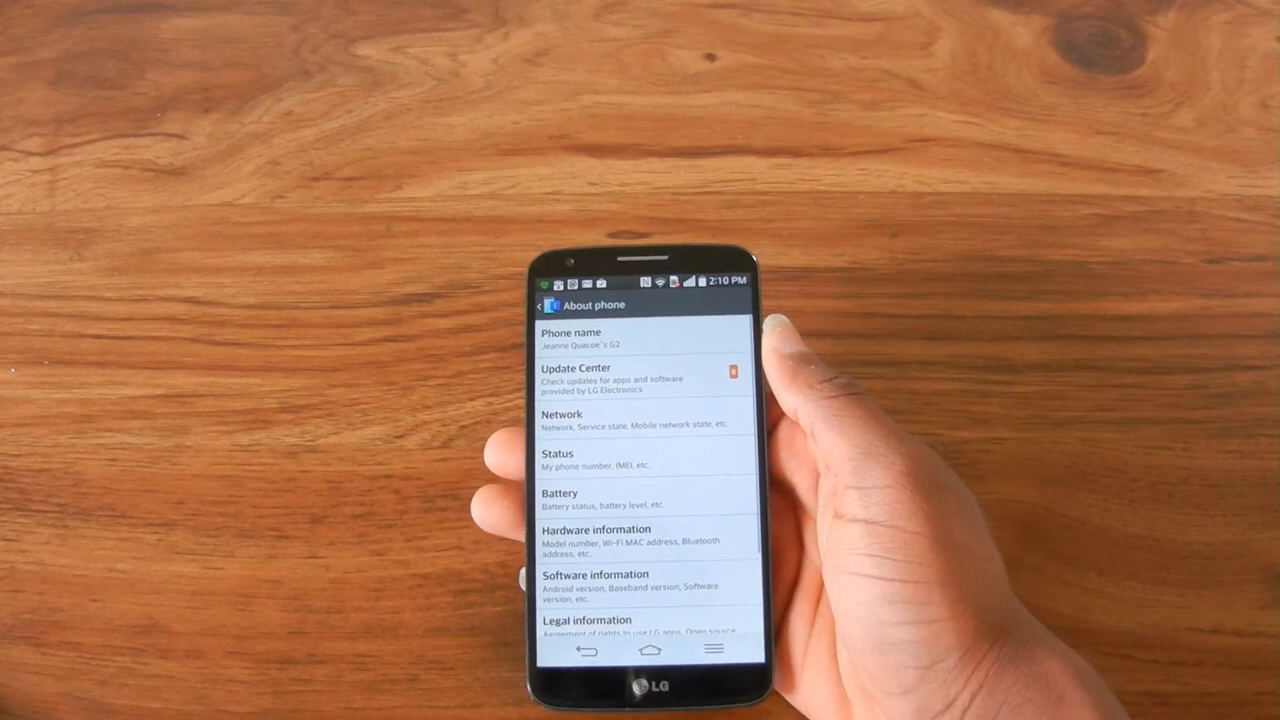 2:10 PM
About phone
Phone name
Jeanne Quacoe's G2
Update Center
Check updates for apps and software
provided by LG Electronics
Network
Network, Service state, Mobile network state, etc.
Status
My phone number, IMEI, etc.
Battery
Battery status, battery level, etc.
Hardware information
Model number, Wi-Fi MAC address, Bluetooth
address, etc.
Software information
Android version, Baseband version, Software
version, etc.
Legal information
Agreement of rights to use LG apps, Open source
LG